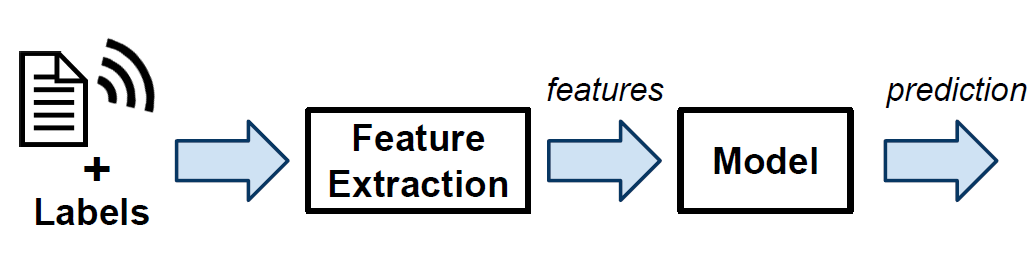 +
Labels
Feature
Extraction
features
Model
prediction